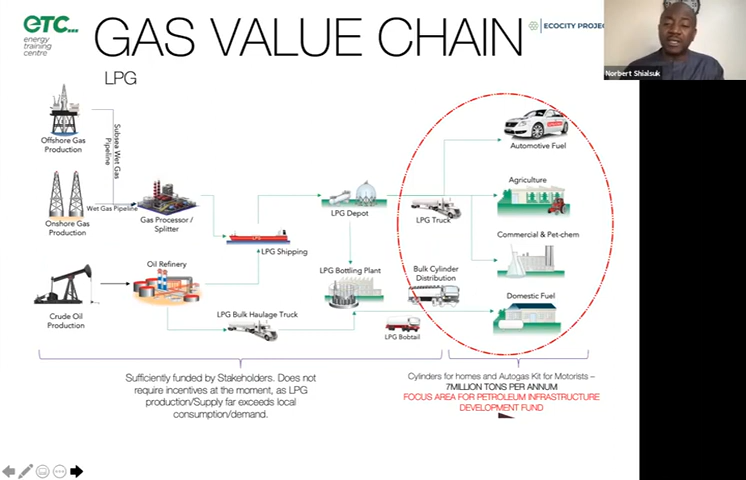 eTC...
energy
training
centre
GAS VALUE CHAIN
ECOCITY PROJEC
Norbert Shialsuk
LPG
Offshore Gas
Production
Subsea Wet Gas
Pipeline
Automotive Fuel
Agriculture
Onshore Gas
Production
Wet Gas Pipeline
Gas Processor /
Splitter
LPG
LPG Shipping
LPG Depot
LPG Truck
Commercial & Pet-chem
Oil Refinery
LPG Bottling Plant
Bulk Cylinder
Distribution
Domestic Fuel
Crude Oil
Production
LPG Bulk Haulage Truck
LPG Bobtail
Sufficiently funded by Stakeholders. Does not
require incentives at the moment, as LPG
production/Supply far exceeds local
consumption/demand.
Cylinders for homes and Autogas Kit for Motorists –
7MILLION TONS PER ANNUM
FOCUS AREA FOR PETROLEUM INFRASTRUCTURE
DEVELOPMENT FUND